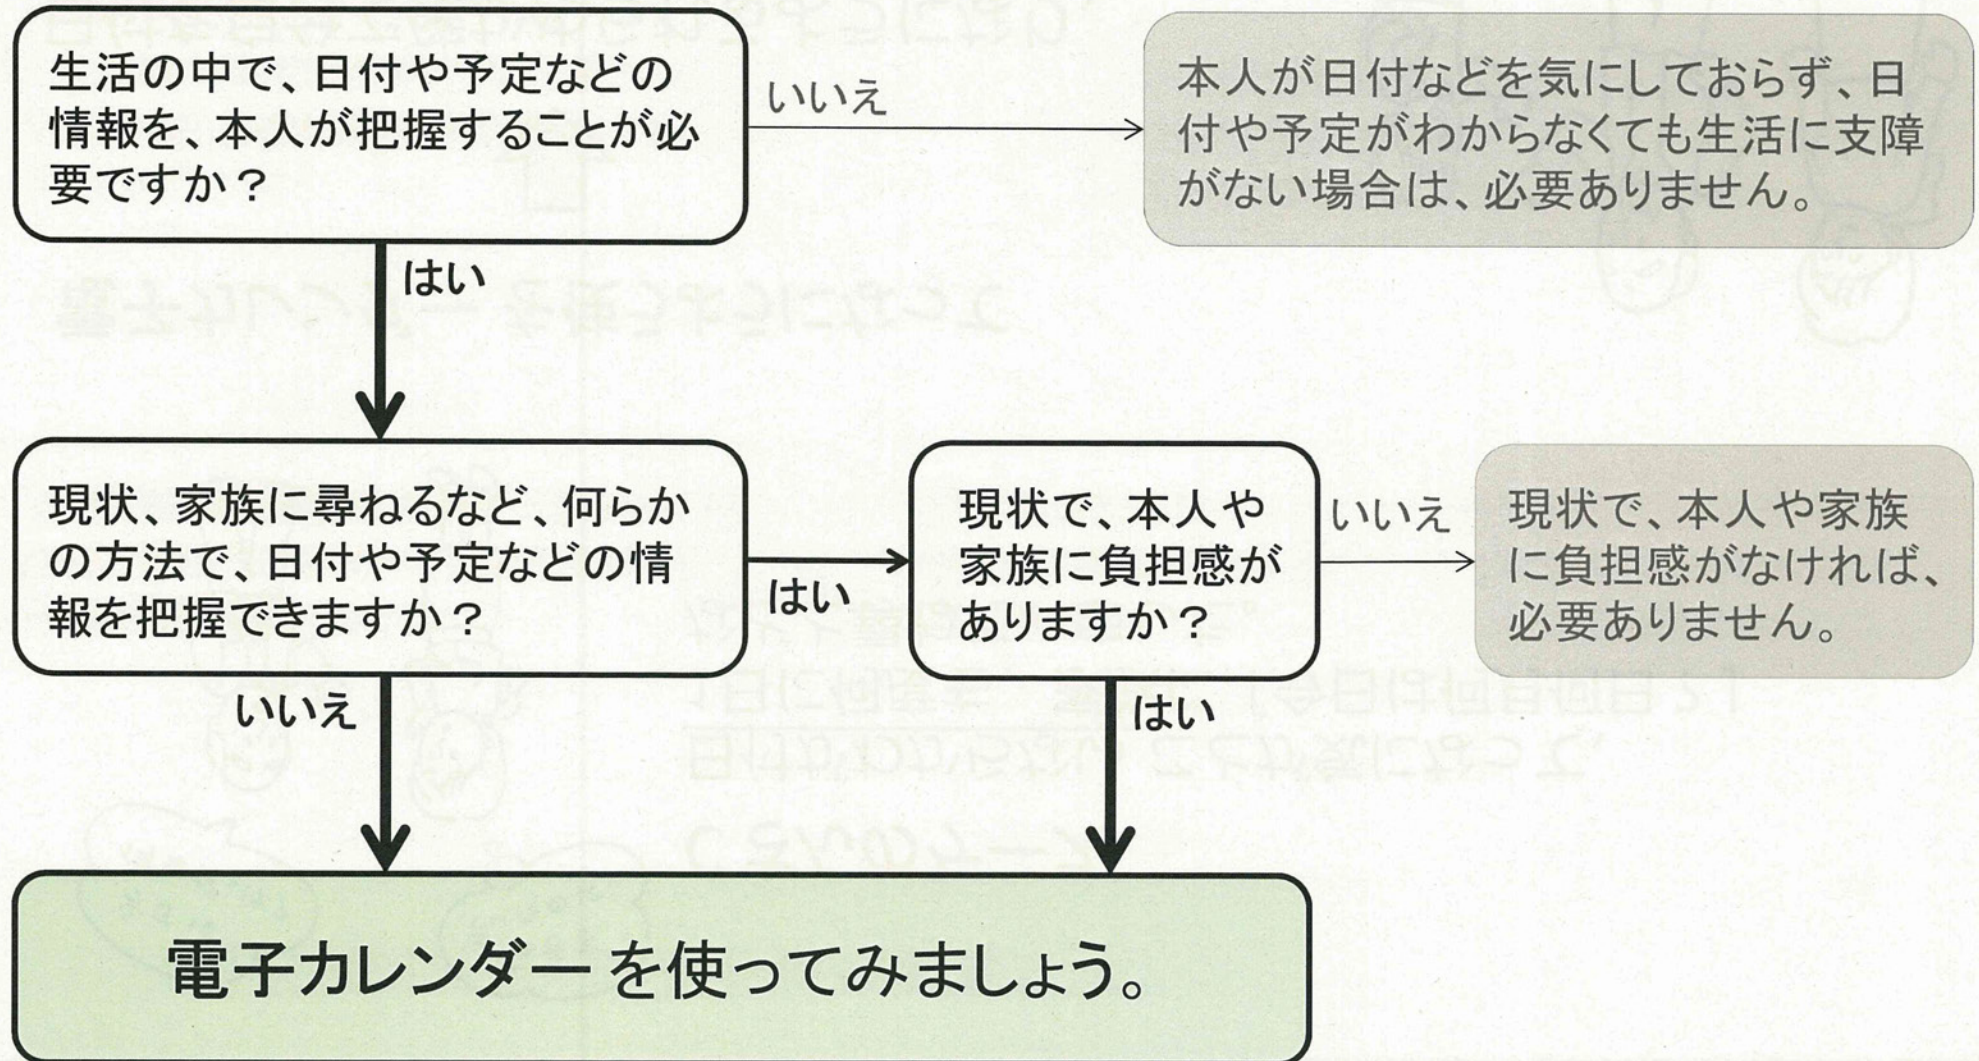 生活の中で、日付や予定などの
情報を、本人が把握することが必
要ですか？
いいえ
本人が日付などを気にしておらず、日
付や予定がわからなくても生活に支障
がない場合は、必要ありません。
はい
現状、家族に尋ねるなど、何らか
の方法で、日付や予定などの情
報を把握できますか？
はい
現状で、本人や
家族に負担感が
ありますか？
いいえ
現状で、本人や家族
に負担感がなければ、
必要ありません。
いいえ
はい
電子カレンダー を使ってみましょう。